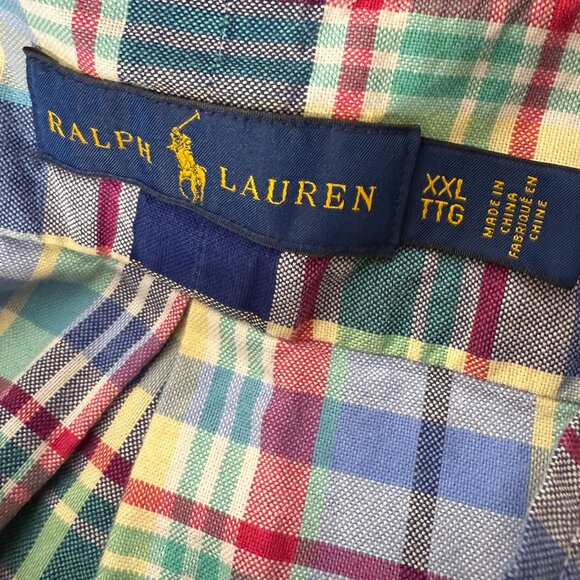 RALPH LAUREN
XXL
TTG
MADE IN
CHINA
FABRIQUÉ EN
CHINE